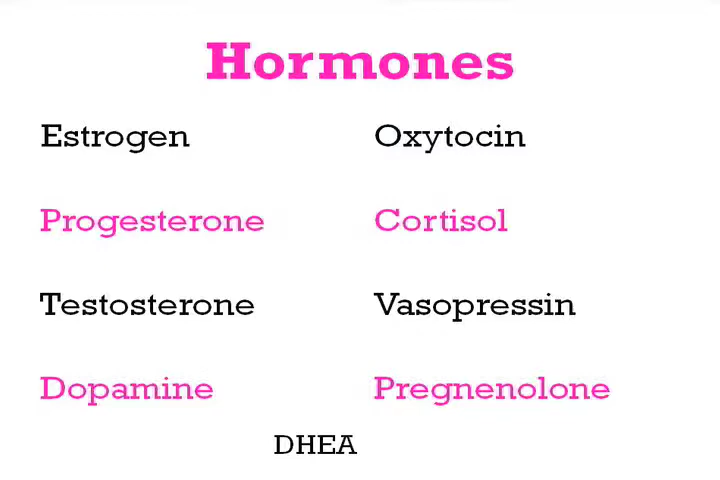 Hormones
Estrogen Oxytocin
Progesterone Cortisol
Testosterone Vasopressin
Dopamine Pregnenolone
DHEA